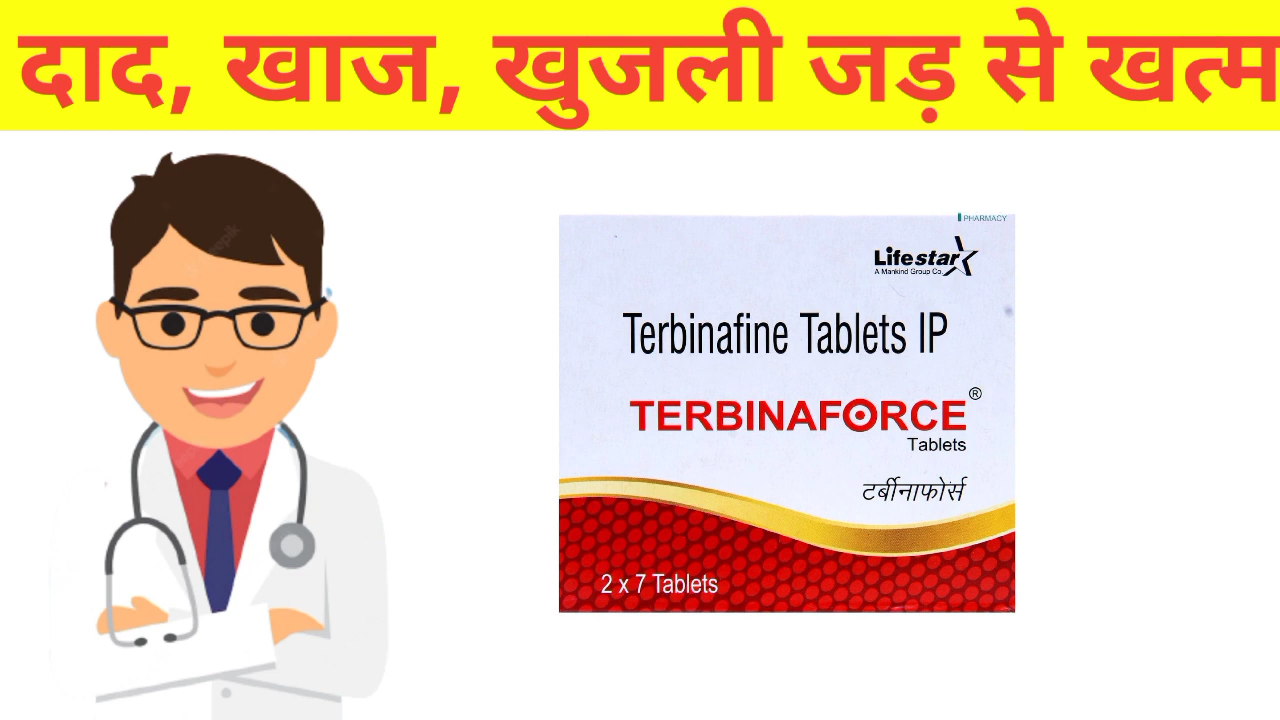 दाद, खाज, खुजली जड़ से खत्म
PHARMACY
Lifestar
A Mankind Group Co.
Terbinafine Tablets IP
TERBINAFORCE®
Tablets
टर्बीनाफोर्स
2 x 7 Tablets